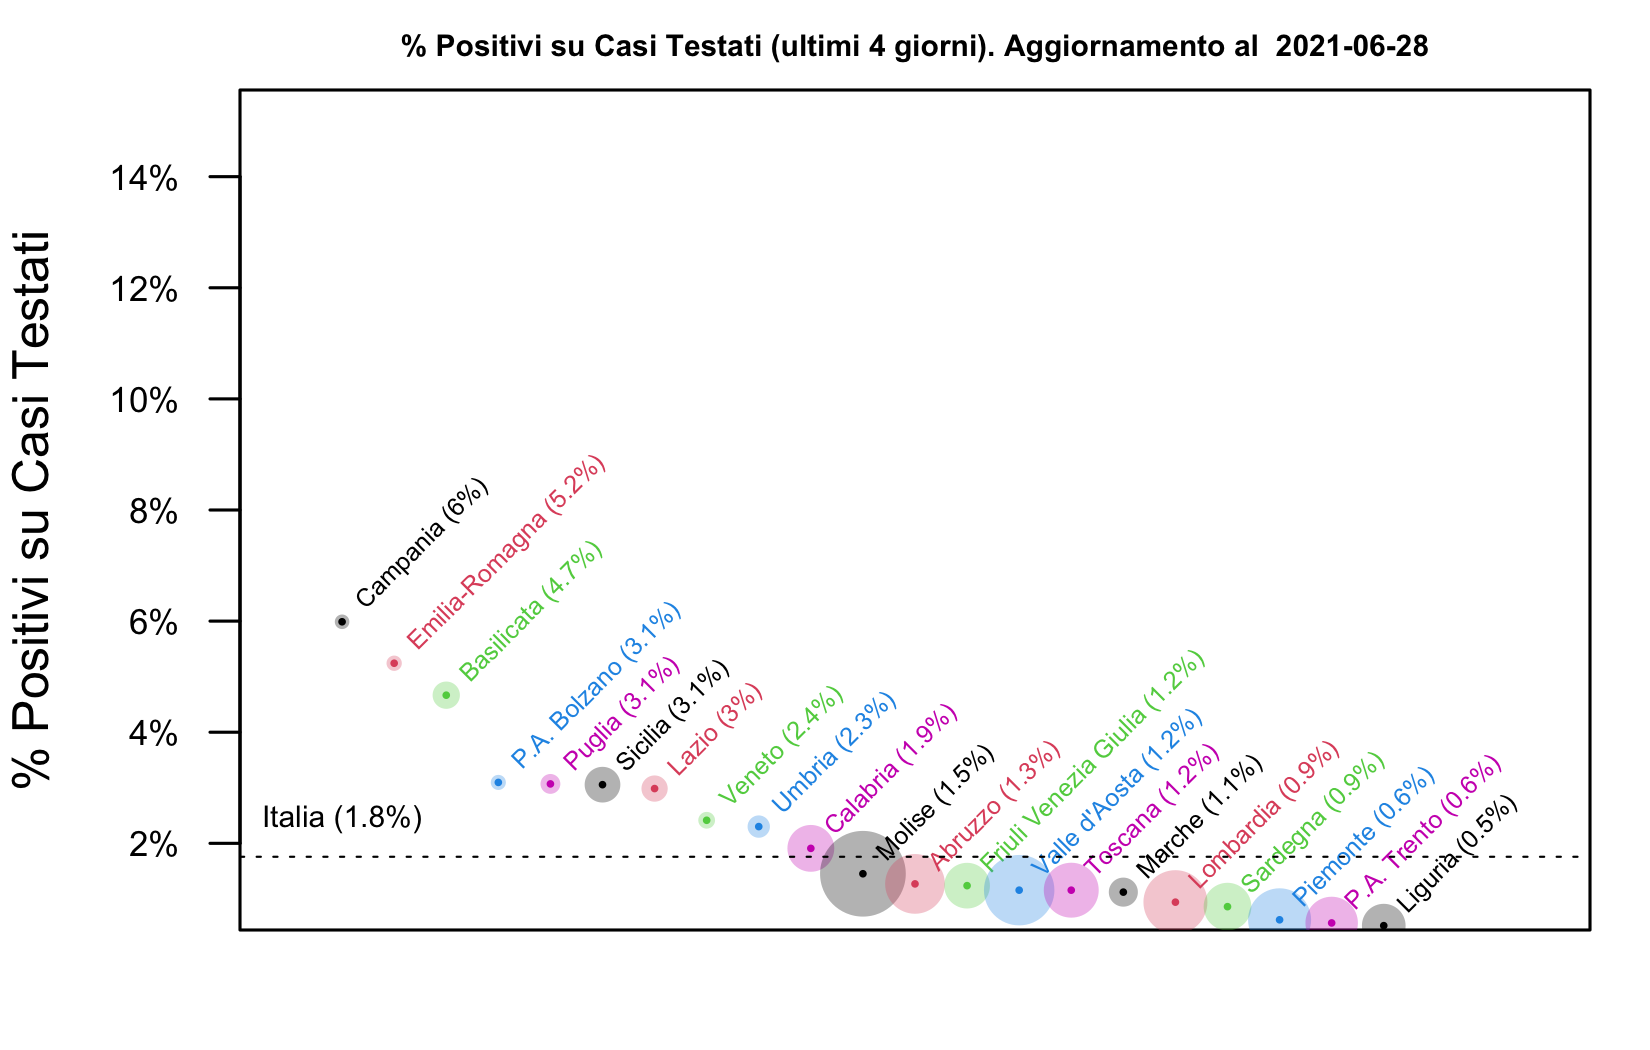 % Positivi su Casi Testati (ultimi 4 giorni). Aggiornamento al  2021-06-28
% Positivi su Casi Testati
14%
12%
10%
8%
6%
4%
2%
Italia (1.8%)
Campania (6%)
Emilia-Romagna (5.2%)
Basilicata (4.7%)
P.A. Bolzano (3.1%)
Puglia (3.1%)
Sicilia (3.1%)
Lazio (3%)
Veneto (2.4%)
Umbria (2.3%)
Calabria (1.9%)
Molise (1.5%)
Abruzzo (1.3%)
Friuli Venezia Giulia (1.2%)
Valle d'Aosta (1.2%)
Toscana (1.2%)
Marche (1.1%)
Lombardia (0.9%)
Sardegna (0.9%)
Piemonte (0.6%)
P.A. Trento (0.6%)
Liguria (0.5%)